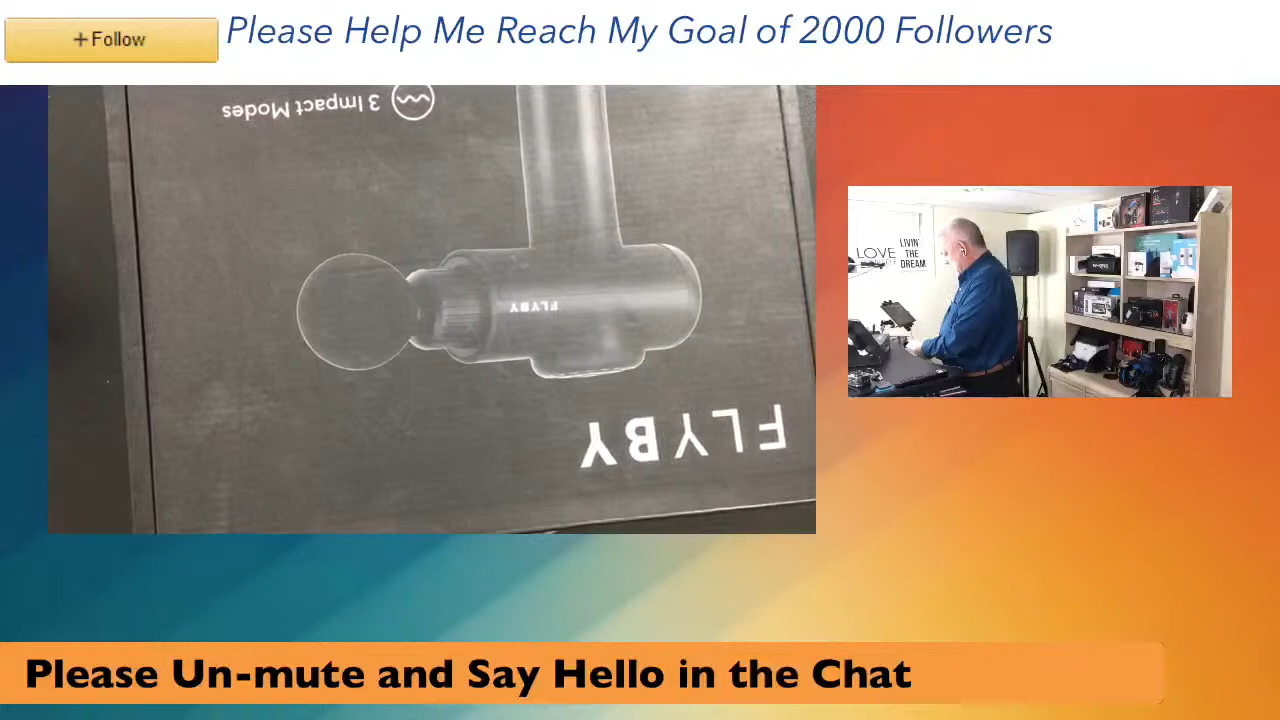 +Follow
Please Help Me Reach My Goal of 2000 Followers
3 Impact Modes
FLYBY
FLYBY
LOVE
LIVIN'
THE
DREAM.
Please Un-mute and Say Hello in the Chat